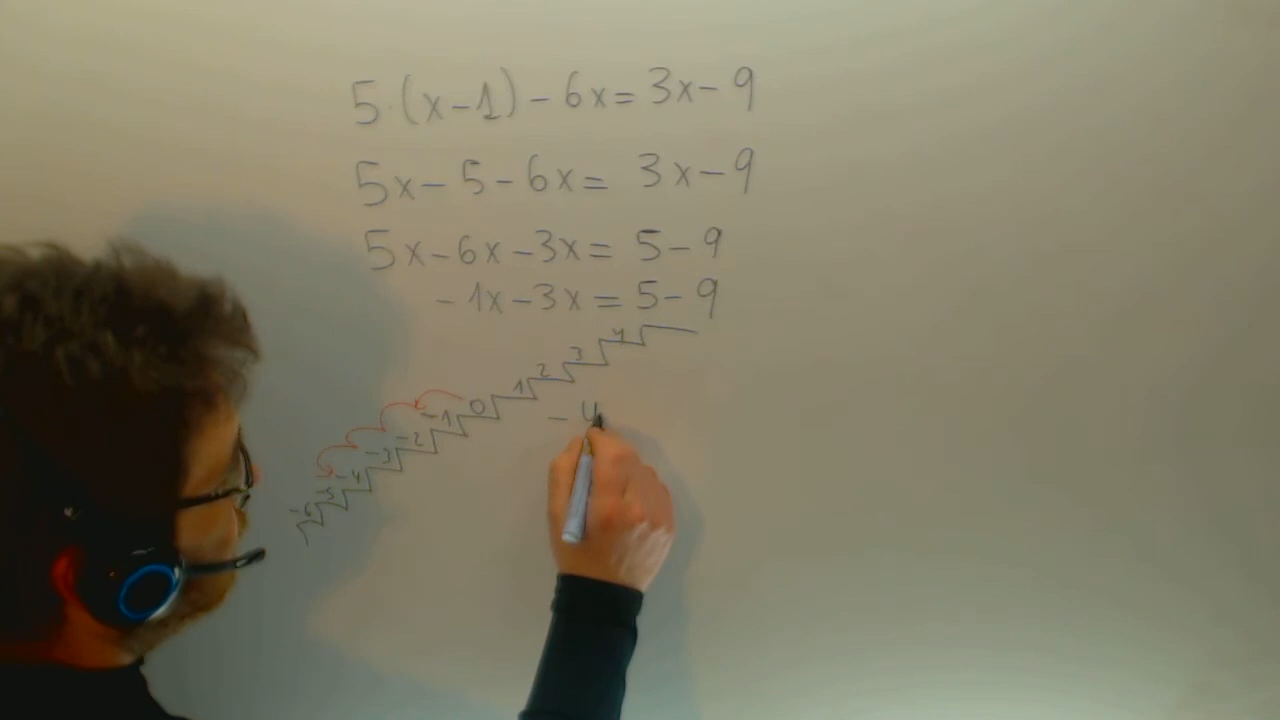 5·(x-1)-6x=3x-9
5x-5-6x=3x-9
5x-6x-3x=5-9
-1x-3x=5-9
-6 -5 -4 -3 -2 -1 0 1 2 3 4
-4